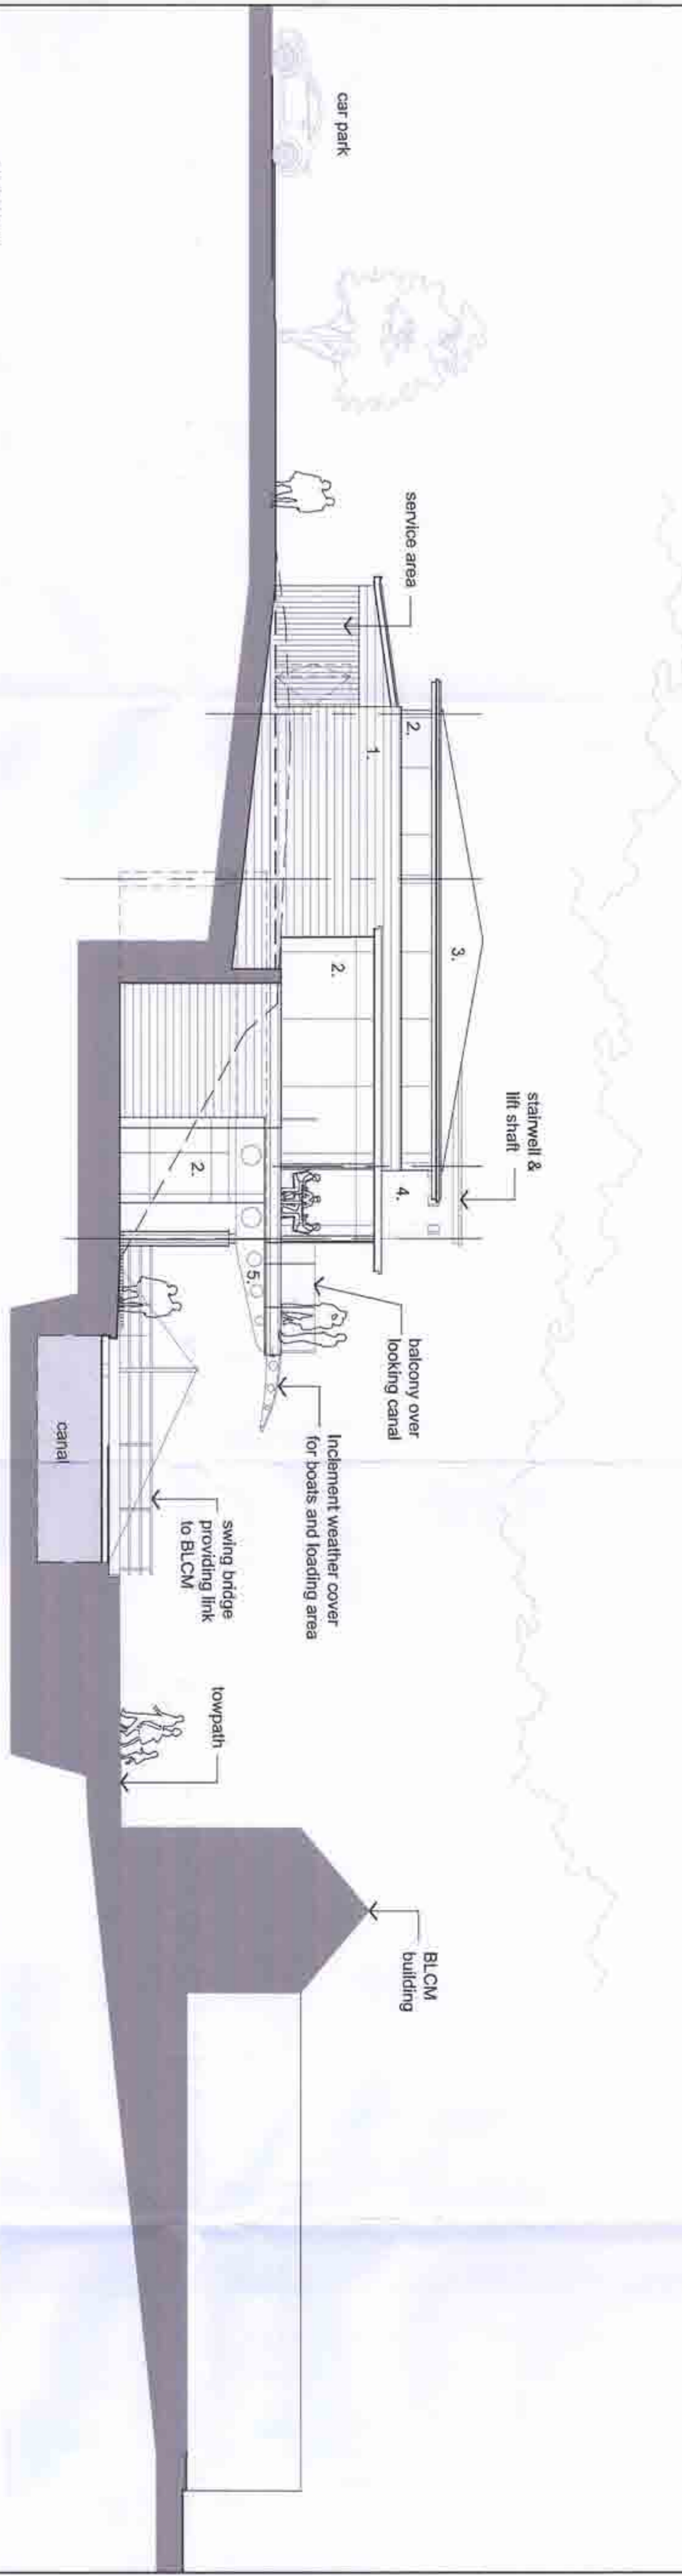 car park
service area
1.
2.
3.
2.
stairwell &
lift shaft
4.
2.
5.
balcony over
looking canal
Inclement weather cover
for boats and loading area
canal
swing bridge
providing link
to BLCM
towpath
BLCM
building